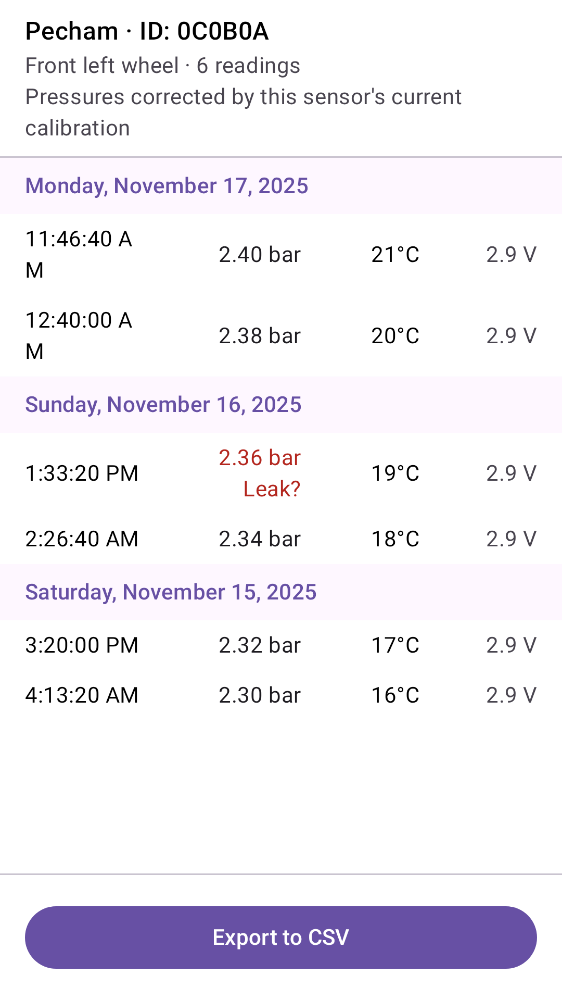 Pecham · ID: 0C0B0A
Front left wheel · 6 readings
Pressures corrected by this sensor's current
calibration
Monday, November 17, 2025
11:46:40 A
M
2.40 bar
21°C
2.9 V
12:40:00 A
M
2.38 bar
20°C
2.9 V
Sunday, November 16, 2025
1:33:20 PM
2.36 bar
Leak?
19°C
2.9 V
2:26:40 AM
2.34 bar
18°C
2.9 V
Saturday, November 15, 2025
3:20:00 PM
2.32 bar
17°C
2.9 V
4:13:20 AM
2.30 bar
16°C
2.9 V
Export to CSV